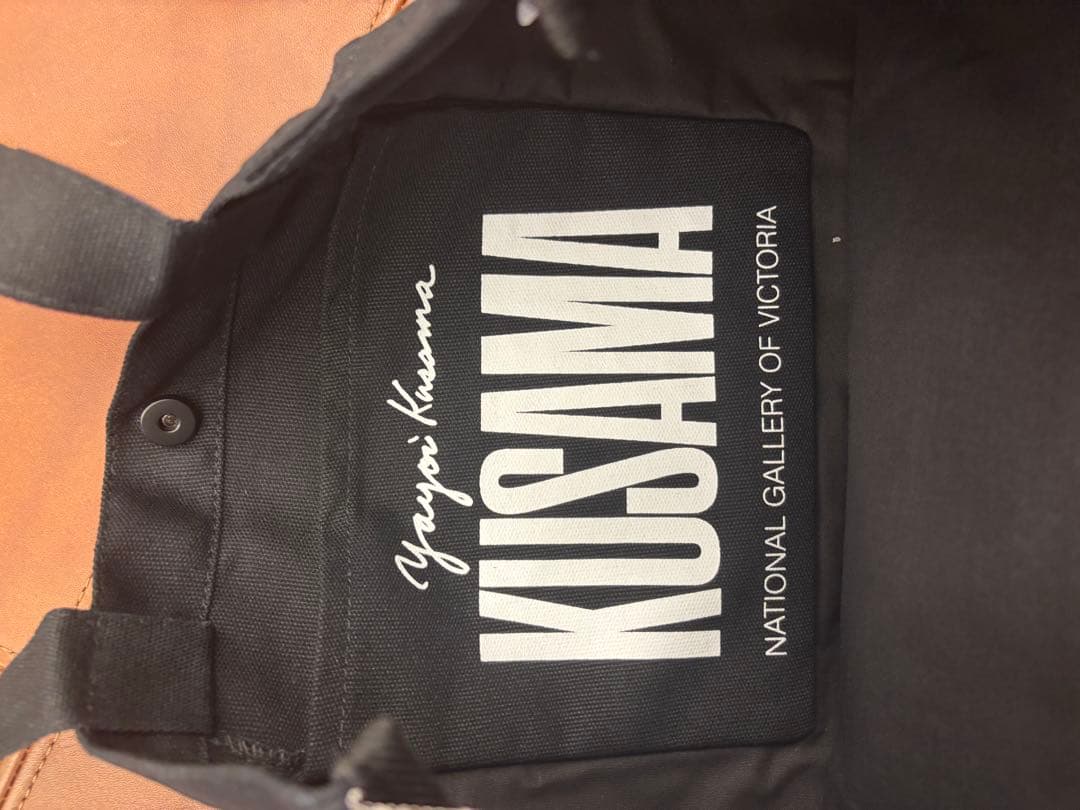 Yayoi Kusama
KUSAMA
NATIONAL GALLERY OF VICTORIA